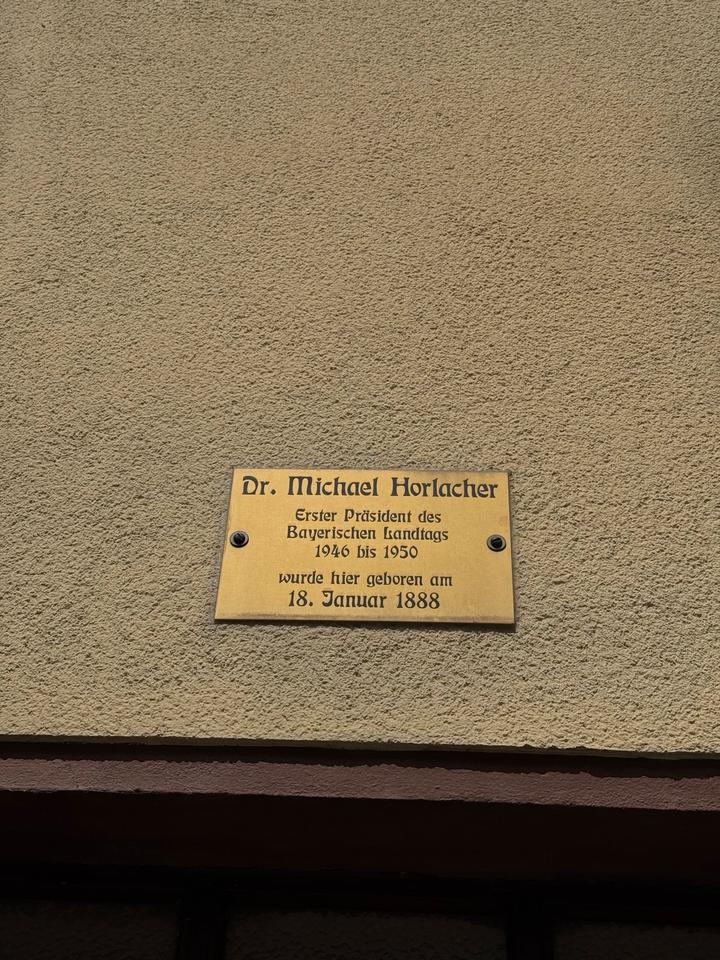 Dr. Michael Horlacher
Erster Präsident des
Bayerischen Landtags
1946 bis 1950
wurde hier geboren am
18. Januar 1888